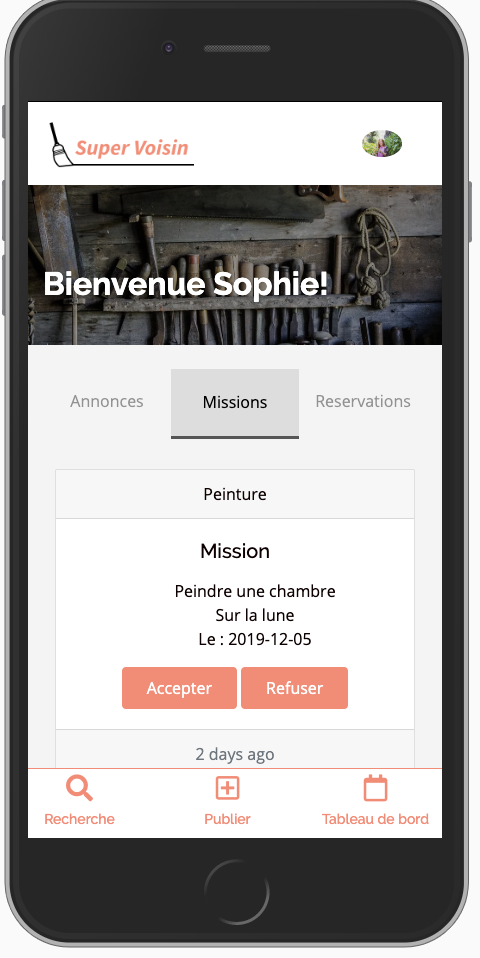 Super Voisin
Bienvenue Sophie!
Annonces
Missions
Reservations
Peinture
Mission
Peindre une chambre
Sur la lune
Le : 2019-12-05
Accepter
Refuser
2 days ago
Recherche
Publier
Tableau de bord